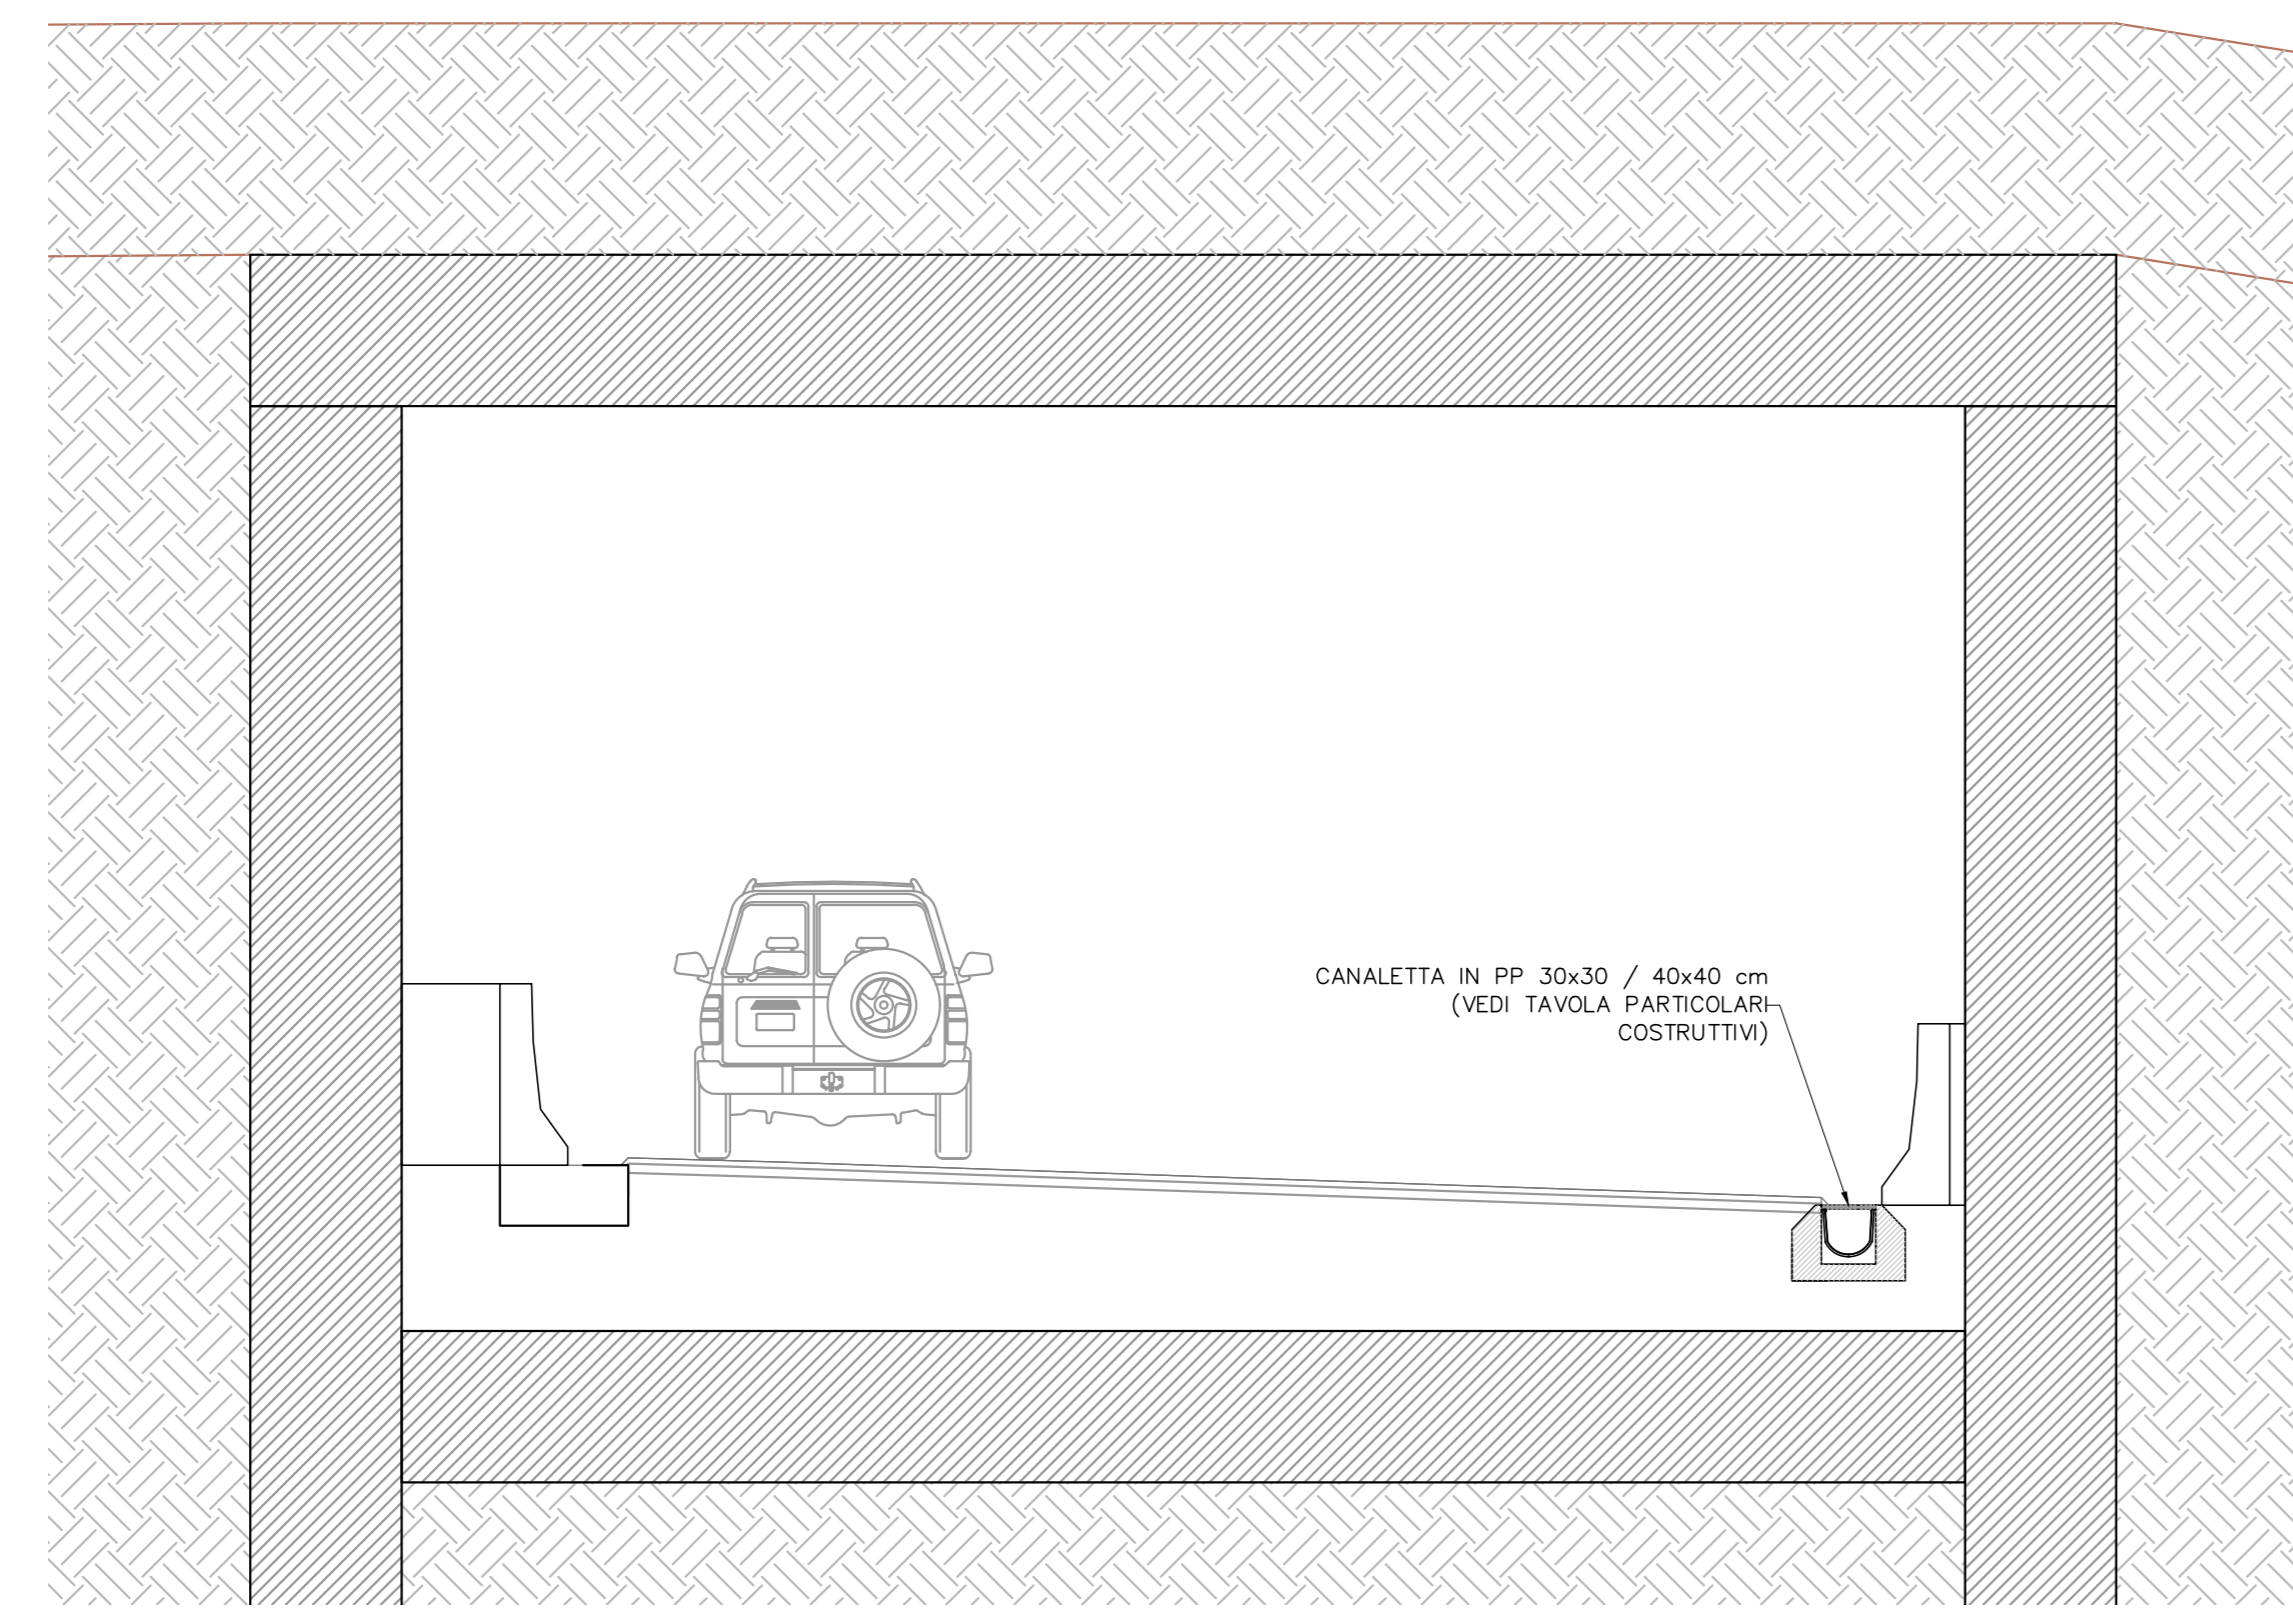 CANALETTA IN PP 30x30 / 40x40 cm
(VEDI TAVOLA PARTICOLARI
COSTRUTTIVI)